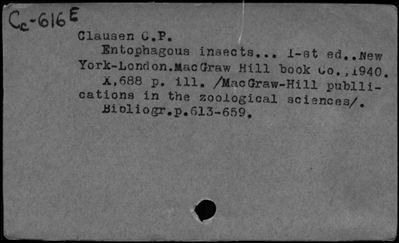 Cc-616E
Clausen C.P.
Entophagous insects... 1-st ed..New
York-London.MacGraw Hill book Co.,1940.
X,688 p. ill. /MacGraw-Hill publli-
cations in the zoological sciences/.
Bibliogr.p.613-659.